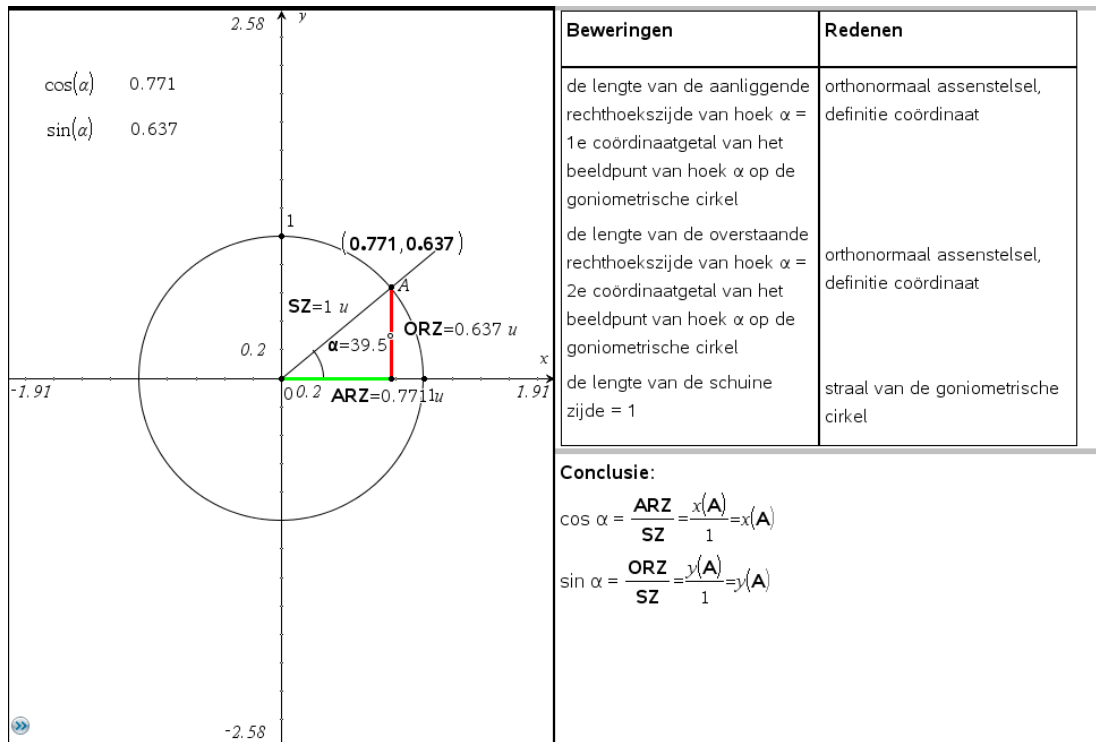 y
2.58
cos(α) 0.771
sin(α) 0.637
1
(0.771,0.637)
A
SZ=1 u
ORZ=0.637 u
α=39.5°
0.2
x
-1.91
0 0.2
1
1.91
ARZ=0.771 u
-2.58
Beweringen
Redenen
de lengte van de aanliggende
rechthoekszijde van hoek α =
1e coördinaatgetal van het
beeldpunt van hoek α op de
goniometrische cirkel
orthonormaal assenstelsel,
definitie coördinaat
de lengte van de overstaande
rechthoekszijde van hoek α =
2e coördinaatgetal van het
beeldpunt van hoek α op de
goniometrische cirkel
orthonormaal assenstelsel,
definitie coördinaat
de lengte van de schuine
zijde = 1
straal van de goniometrische
cirkel
Conclusie:
cos α = ARZ/SZ = x(A)/1 = x(A)
sin α = ORZ/SZ = y(A)/1 = y(A)